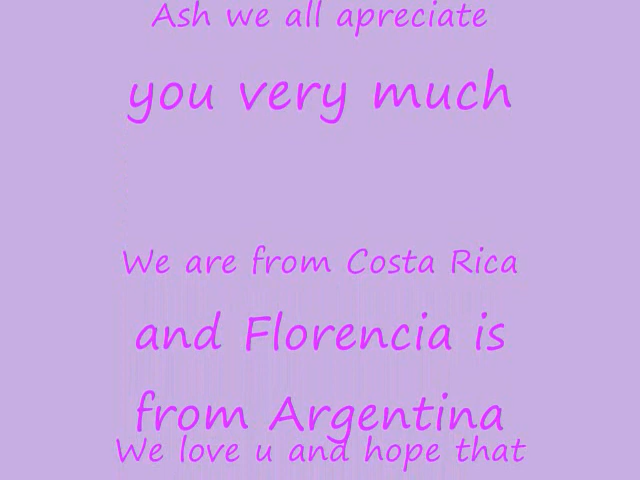 Ash we all apreciate
you very much
We are from Costa Rica
and Florencia is
from Argentina
We love u and hope that